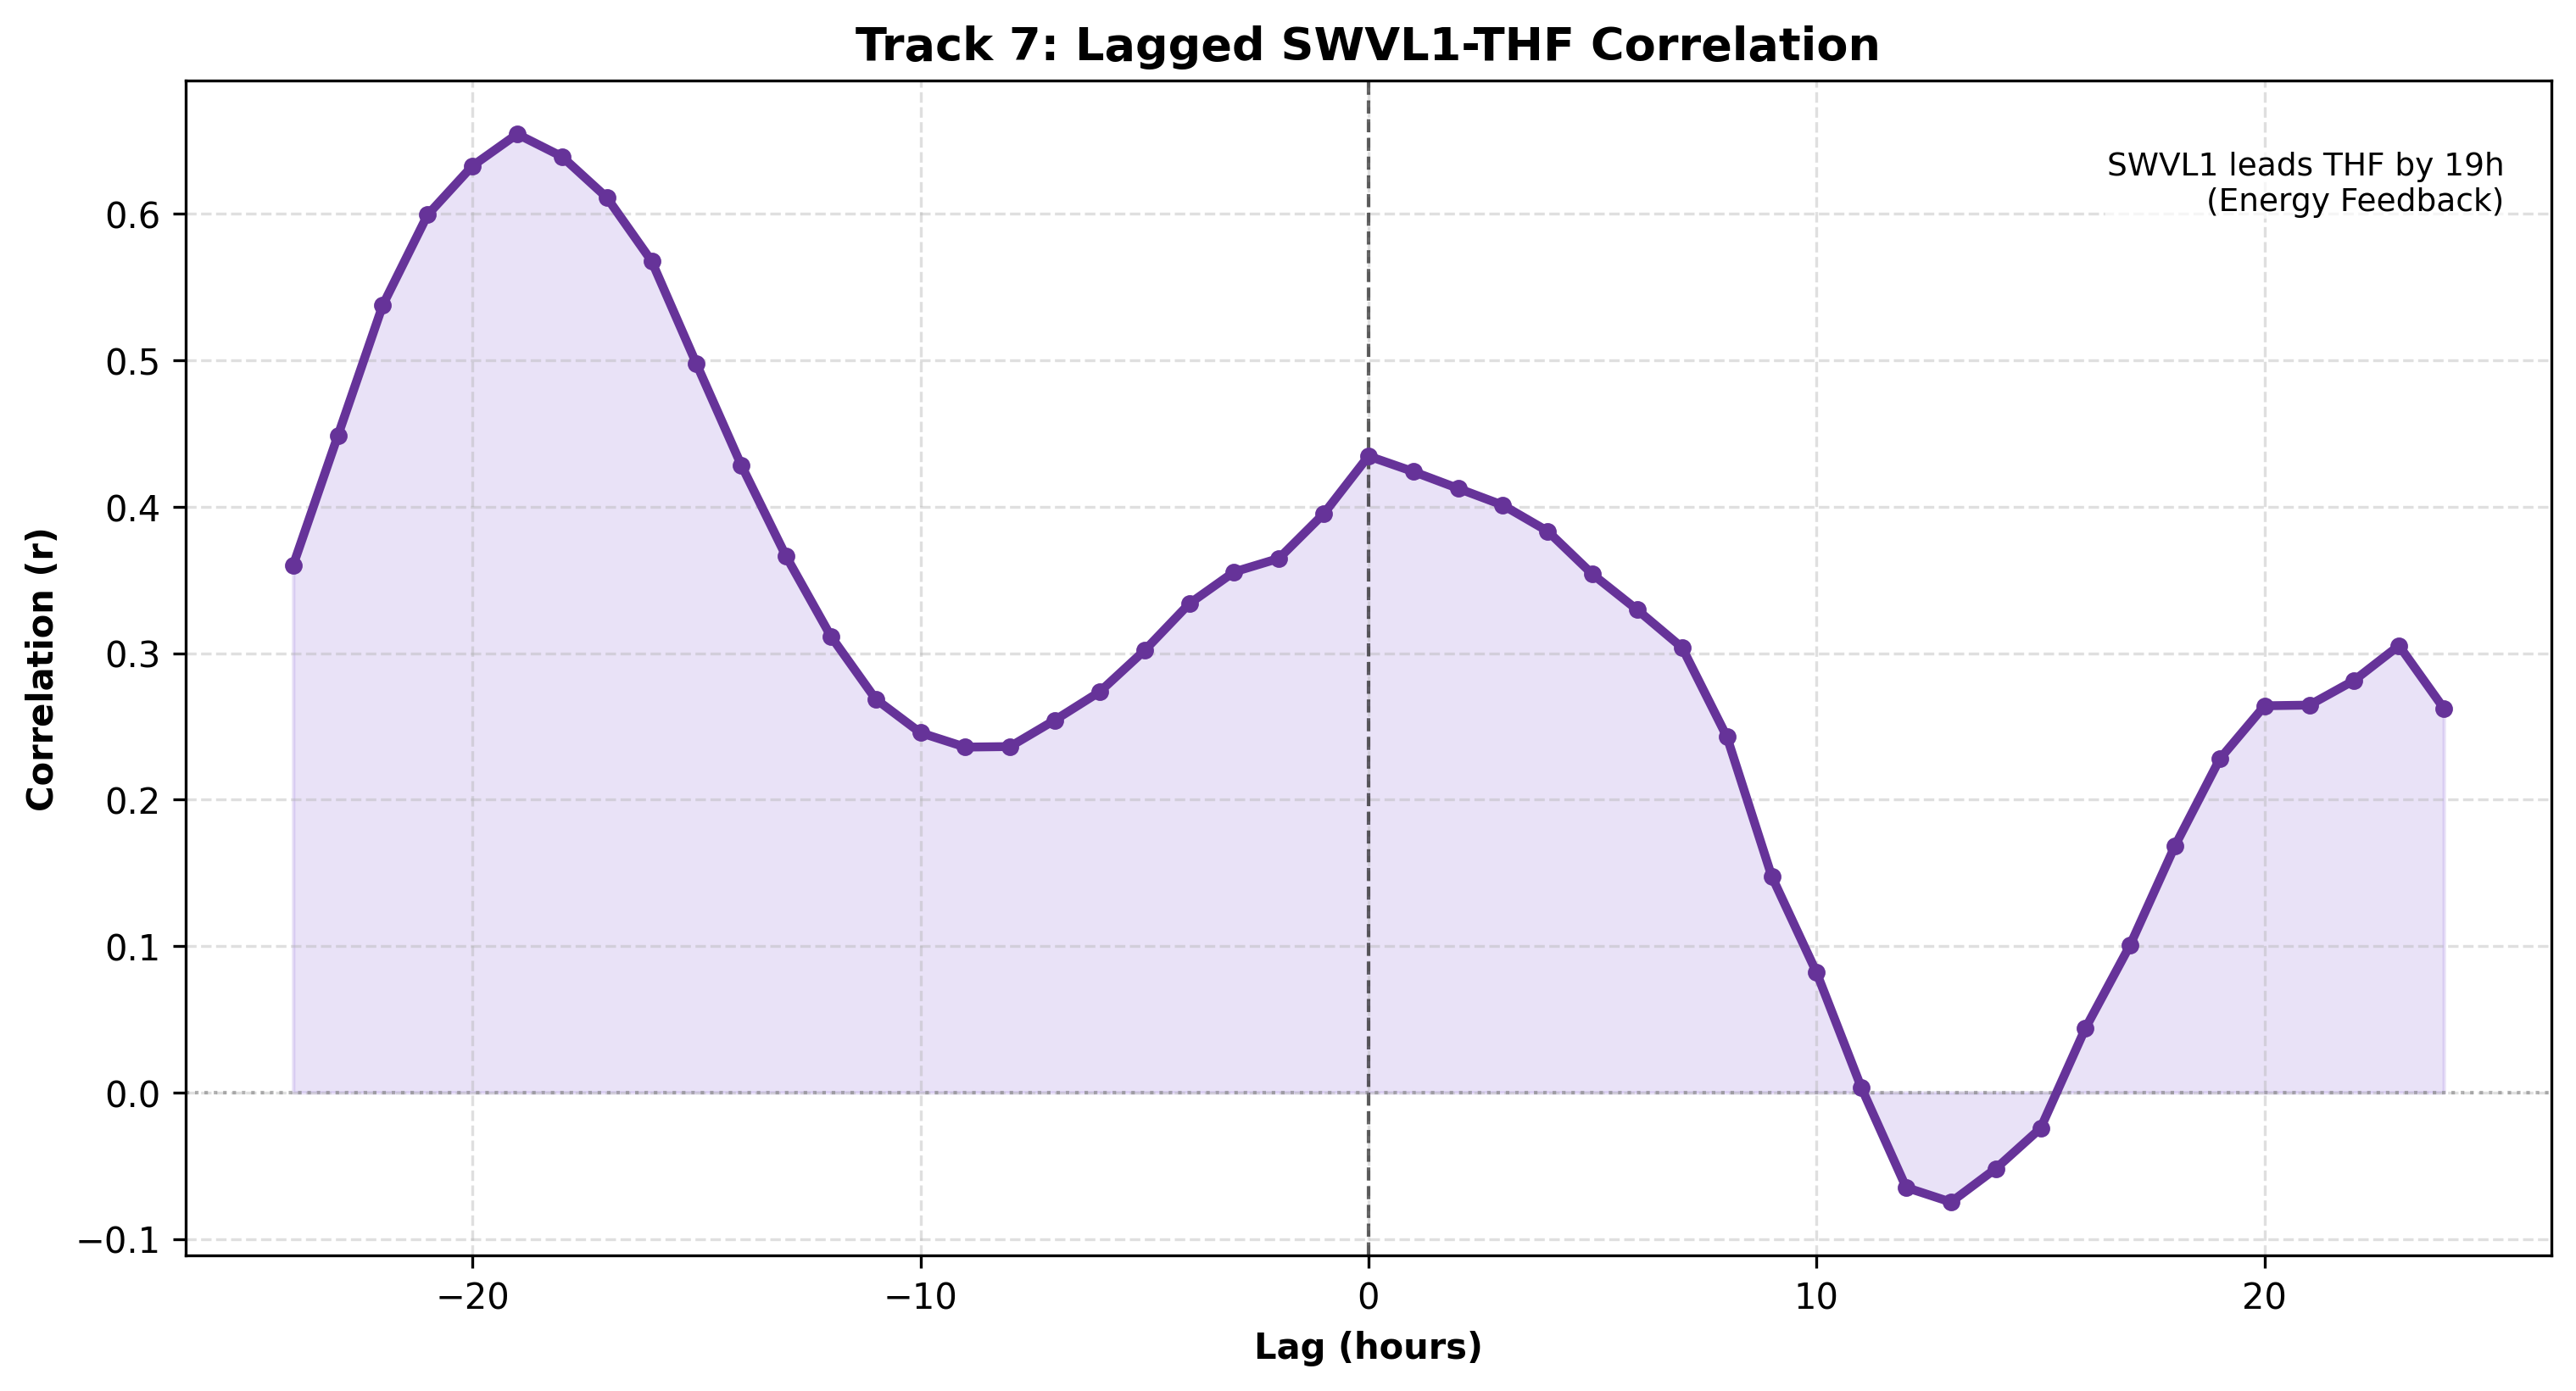 Track 7: Lagged SWVL1-THF Correlation
SWVL1 leads THF by 19h
(Energy Feedback)
Correlation (r)
0.6
0.5
0.4
0.3
0.2
0.1
0.0
−0.1
−20
−10
0
10
20
Lag (hours)